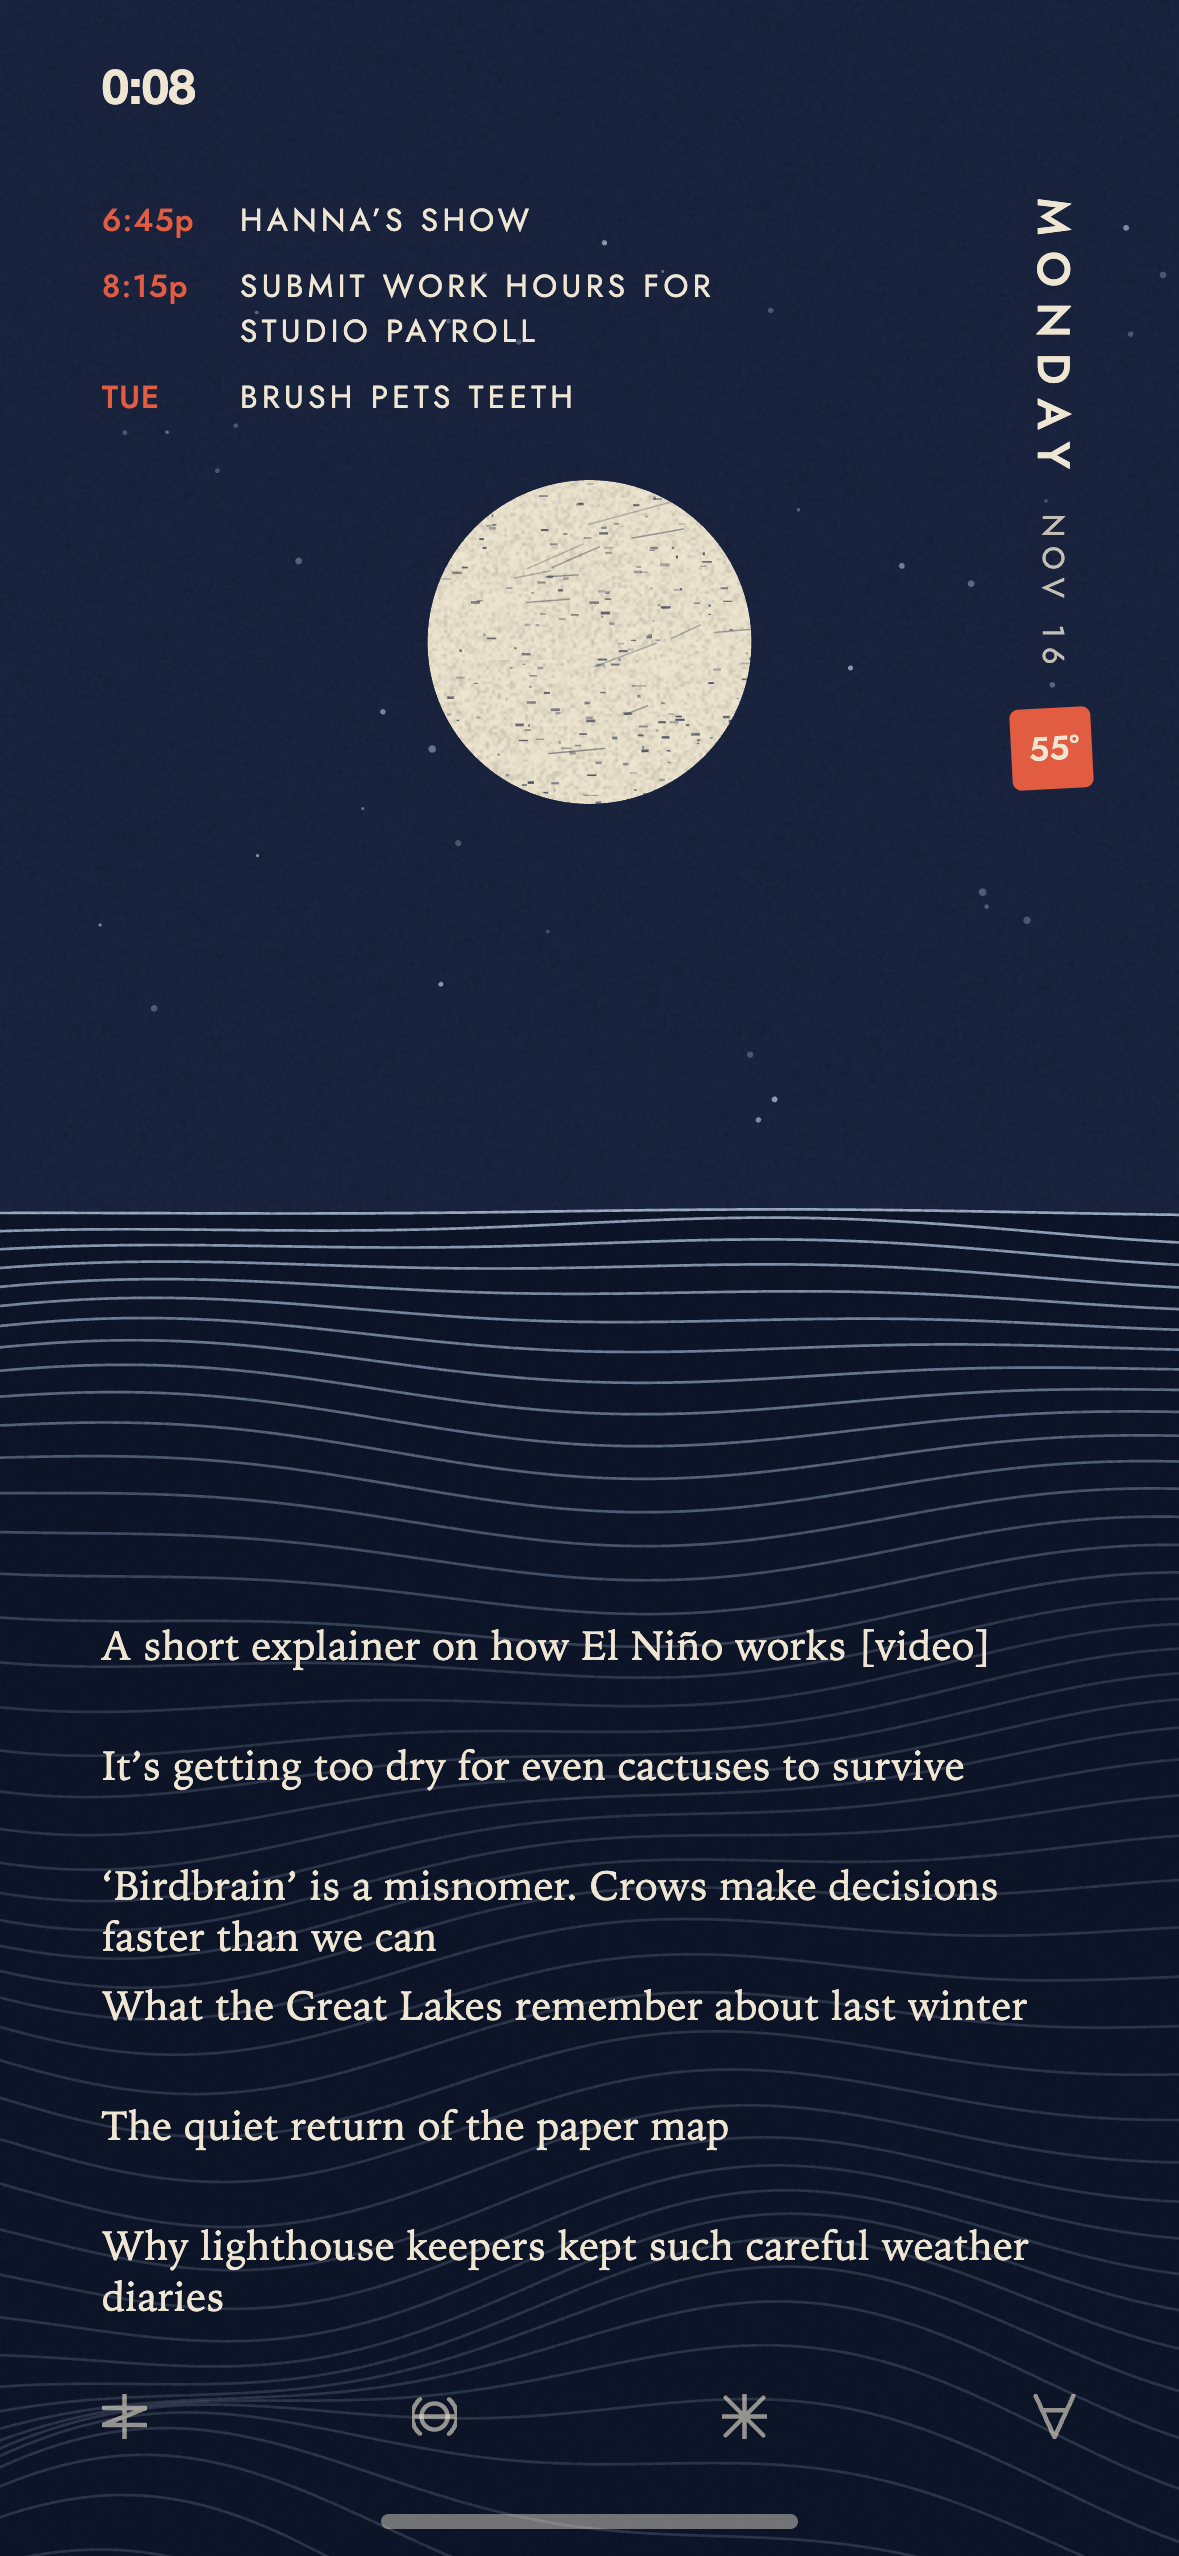 0:08
6:45p HANNA’S SHOW
8:15p SUBMIT WORK HOURS FOR
STUDIO PAYROLL
TUE BRUSH PETS TEETH
MONDAY NOV 16
55°
A short explainer on how El Niño works [video]
It’s getting too dry for even cactuses to survive
‘Birdbrain’ is a misnomer. Crows make decisions
faster than we can
What the Great Lakes remember about last winter
The quiet return of the paper map
Why lighthouse keepers kept such careful weather
diaries